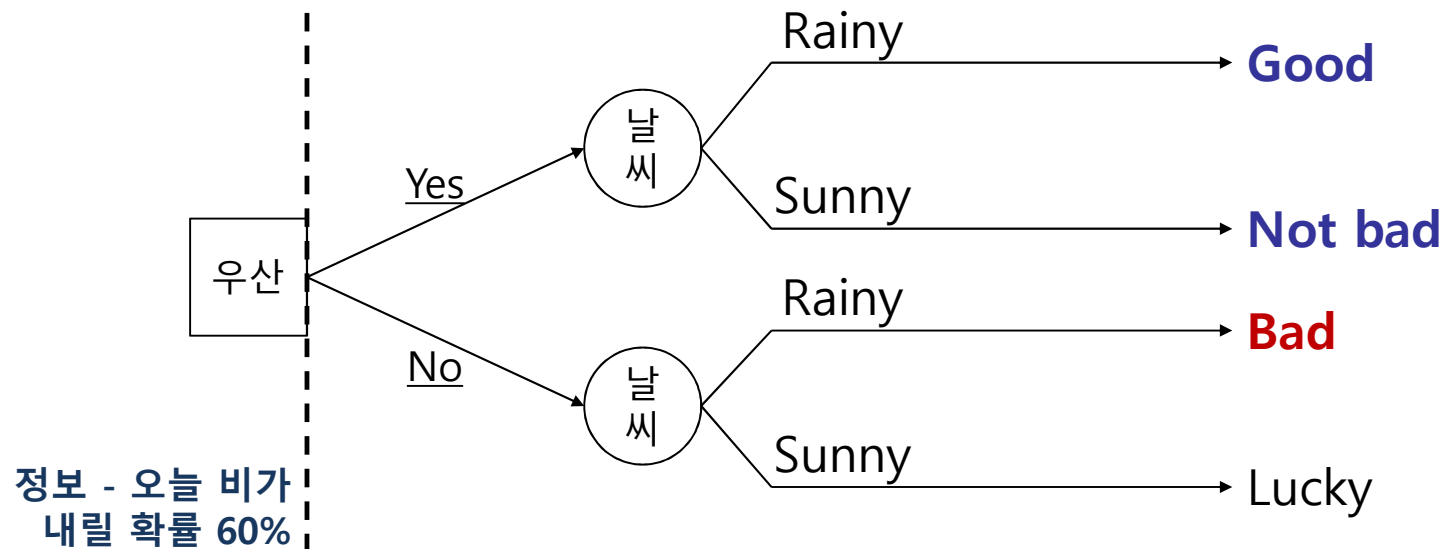 Rainy
Good
날
씨
Yes
Sunny
Not bad
우산
Rainy
Bad
No
날
씨
Sunny
Lucky
정보 - 오늘 비가
내릴 확률 60%